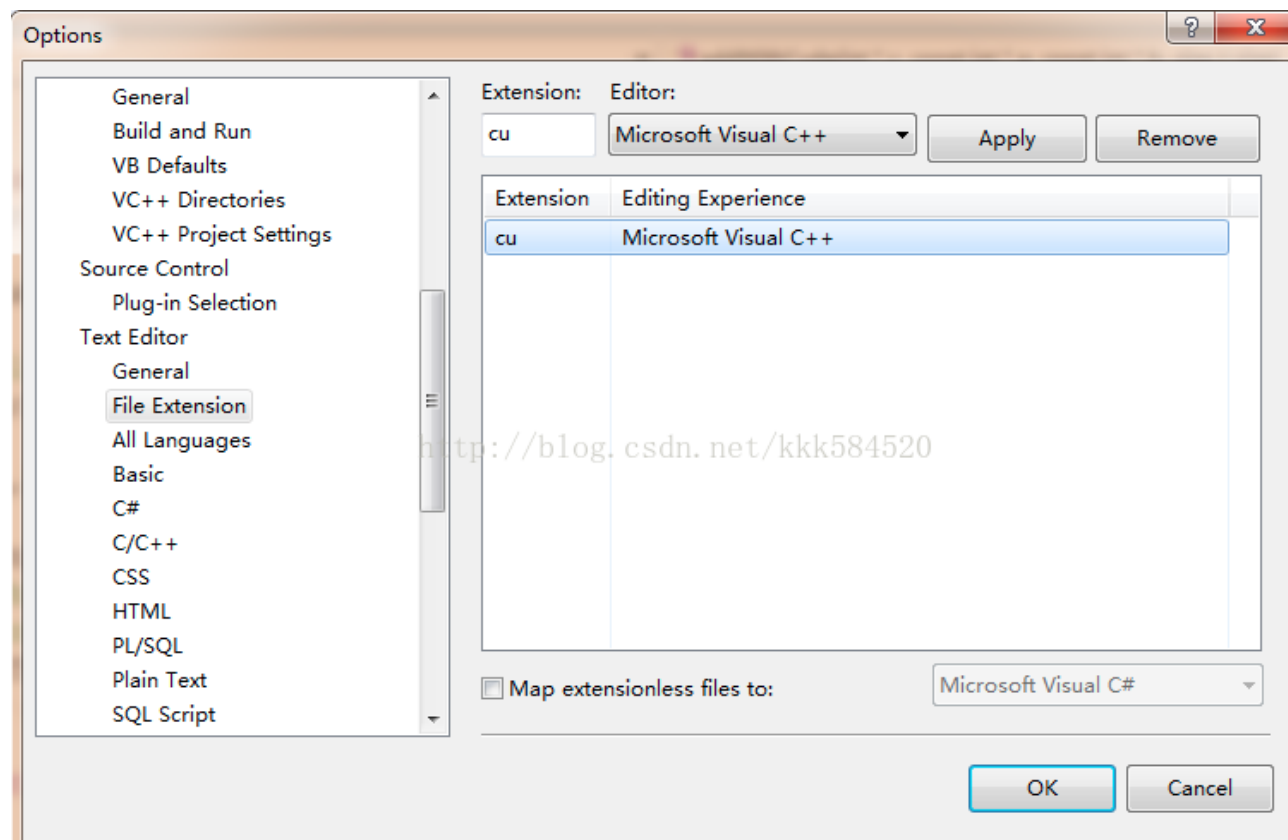 Options
General
Build and Run
VB Defaults
VC++ Directories
VC++ Project Settings
Source Control
Plug-in Selection
Text Editor
General
File Extension
All Languages
Basic
C#
C/C++
CSS
HTML
PL/SQL
Plain Text
SQL Script
Extension: Editor:
cu Microsoft Visual C++ Apply Remove
Extension Editing Experience
cu Microsoft Visual C++
http://blog.csdn.net/kkk584520
Map extensionless files to: Microsoft Visual C#
OK Cancel